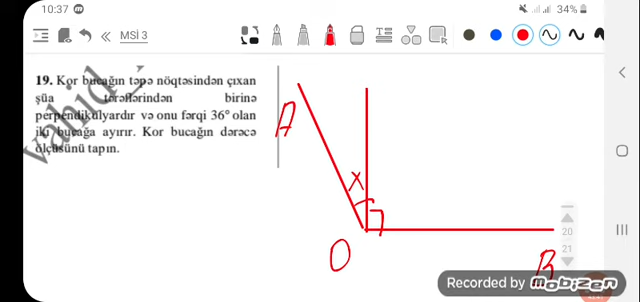 10:37
34%
MSİ 3
19. Kor bucağın təpə nöqtəsindən çıxan
şüa tərəflərindən birinə
perpendikulyardır və onu fərqi 36° olan
iki bucağa ayırır. Kor bucağın dərəcə
ölçüsünü tapın.
vahid_
A
X
O
B
20
21
Recorded by
mobizen